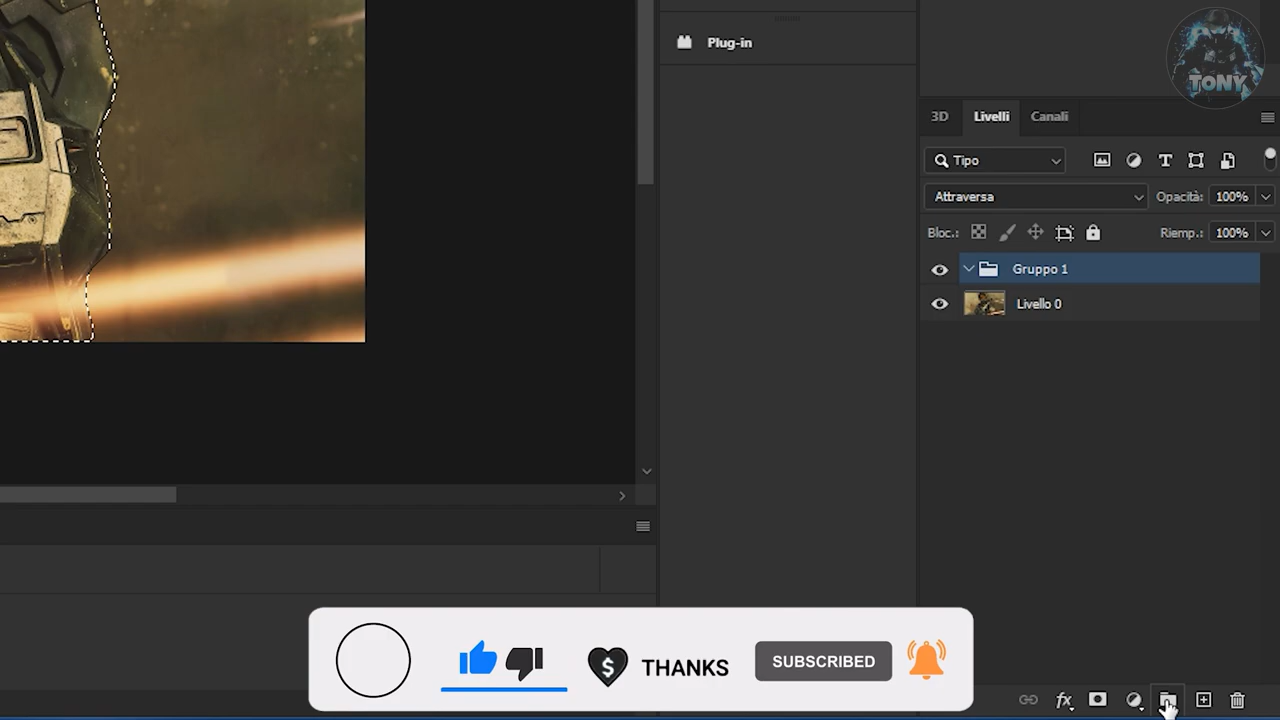 Plug-in
TONY
3D Livelli Canali
Tipo
Attraversa Opacità: 100%
Bloc.: Riemp.: 100%
Gruppo 1
Livello 0
THANKS SUBSCRIBED
fx